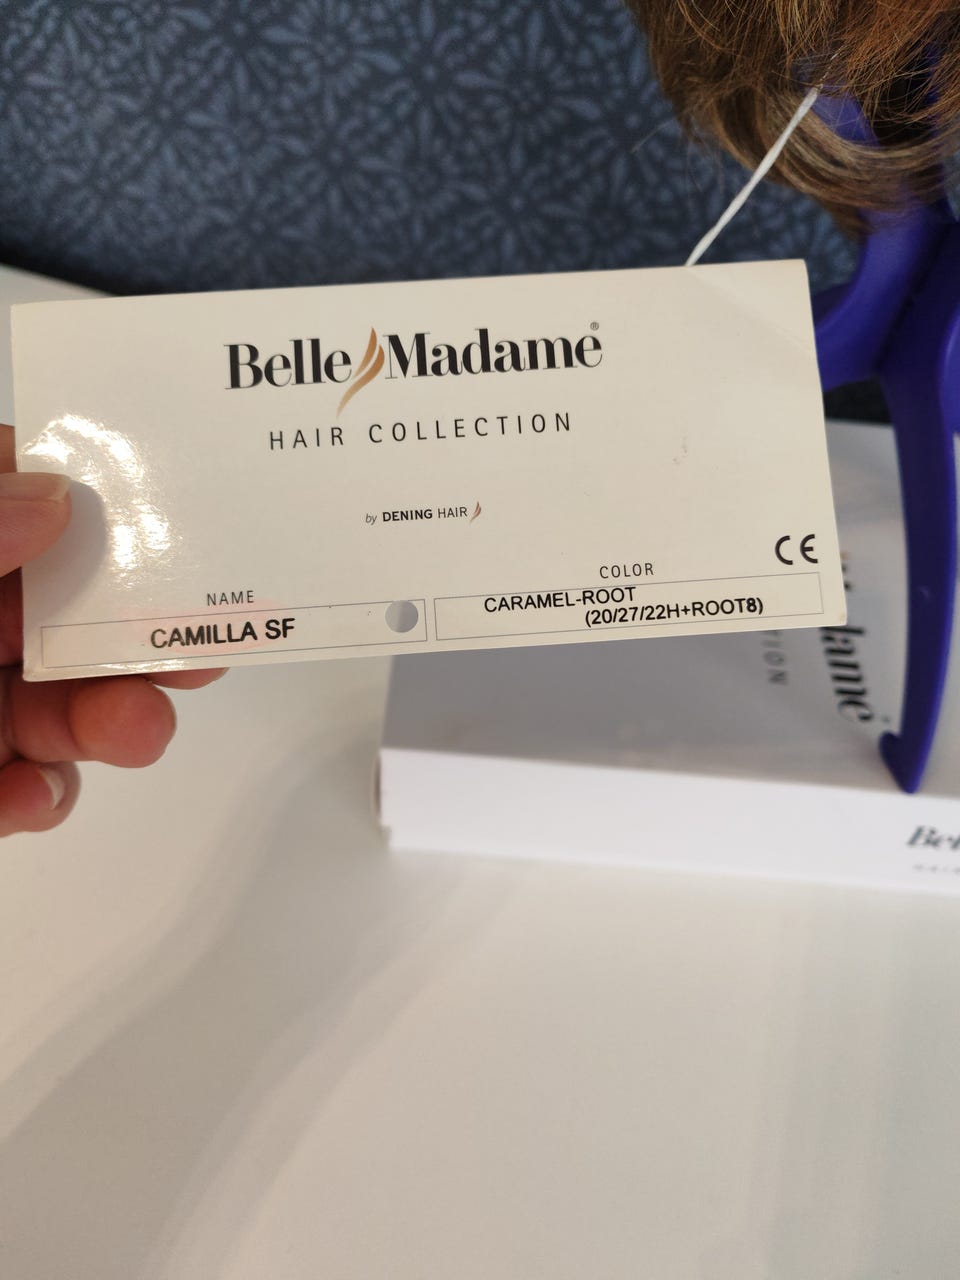 Belle Madame®
HAIR COLLECTION
by DENING HAIR
CE
NAME
COLOR
CAMILLA SF
CARAMEL-ROOT
(20/27/22H+ROOT8)